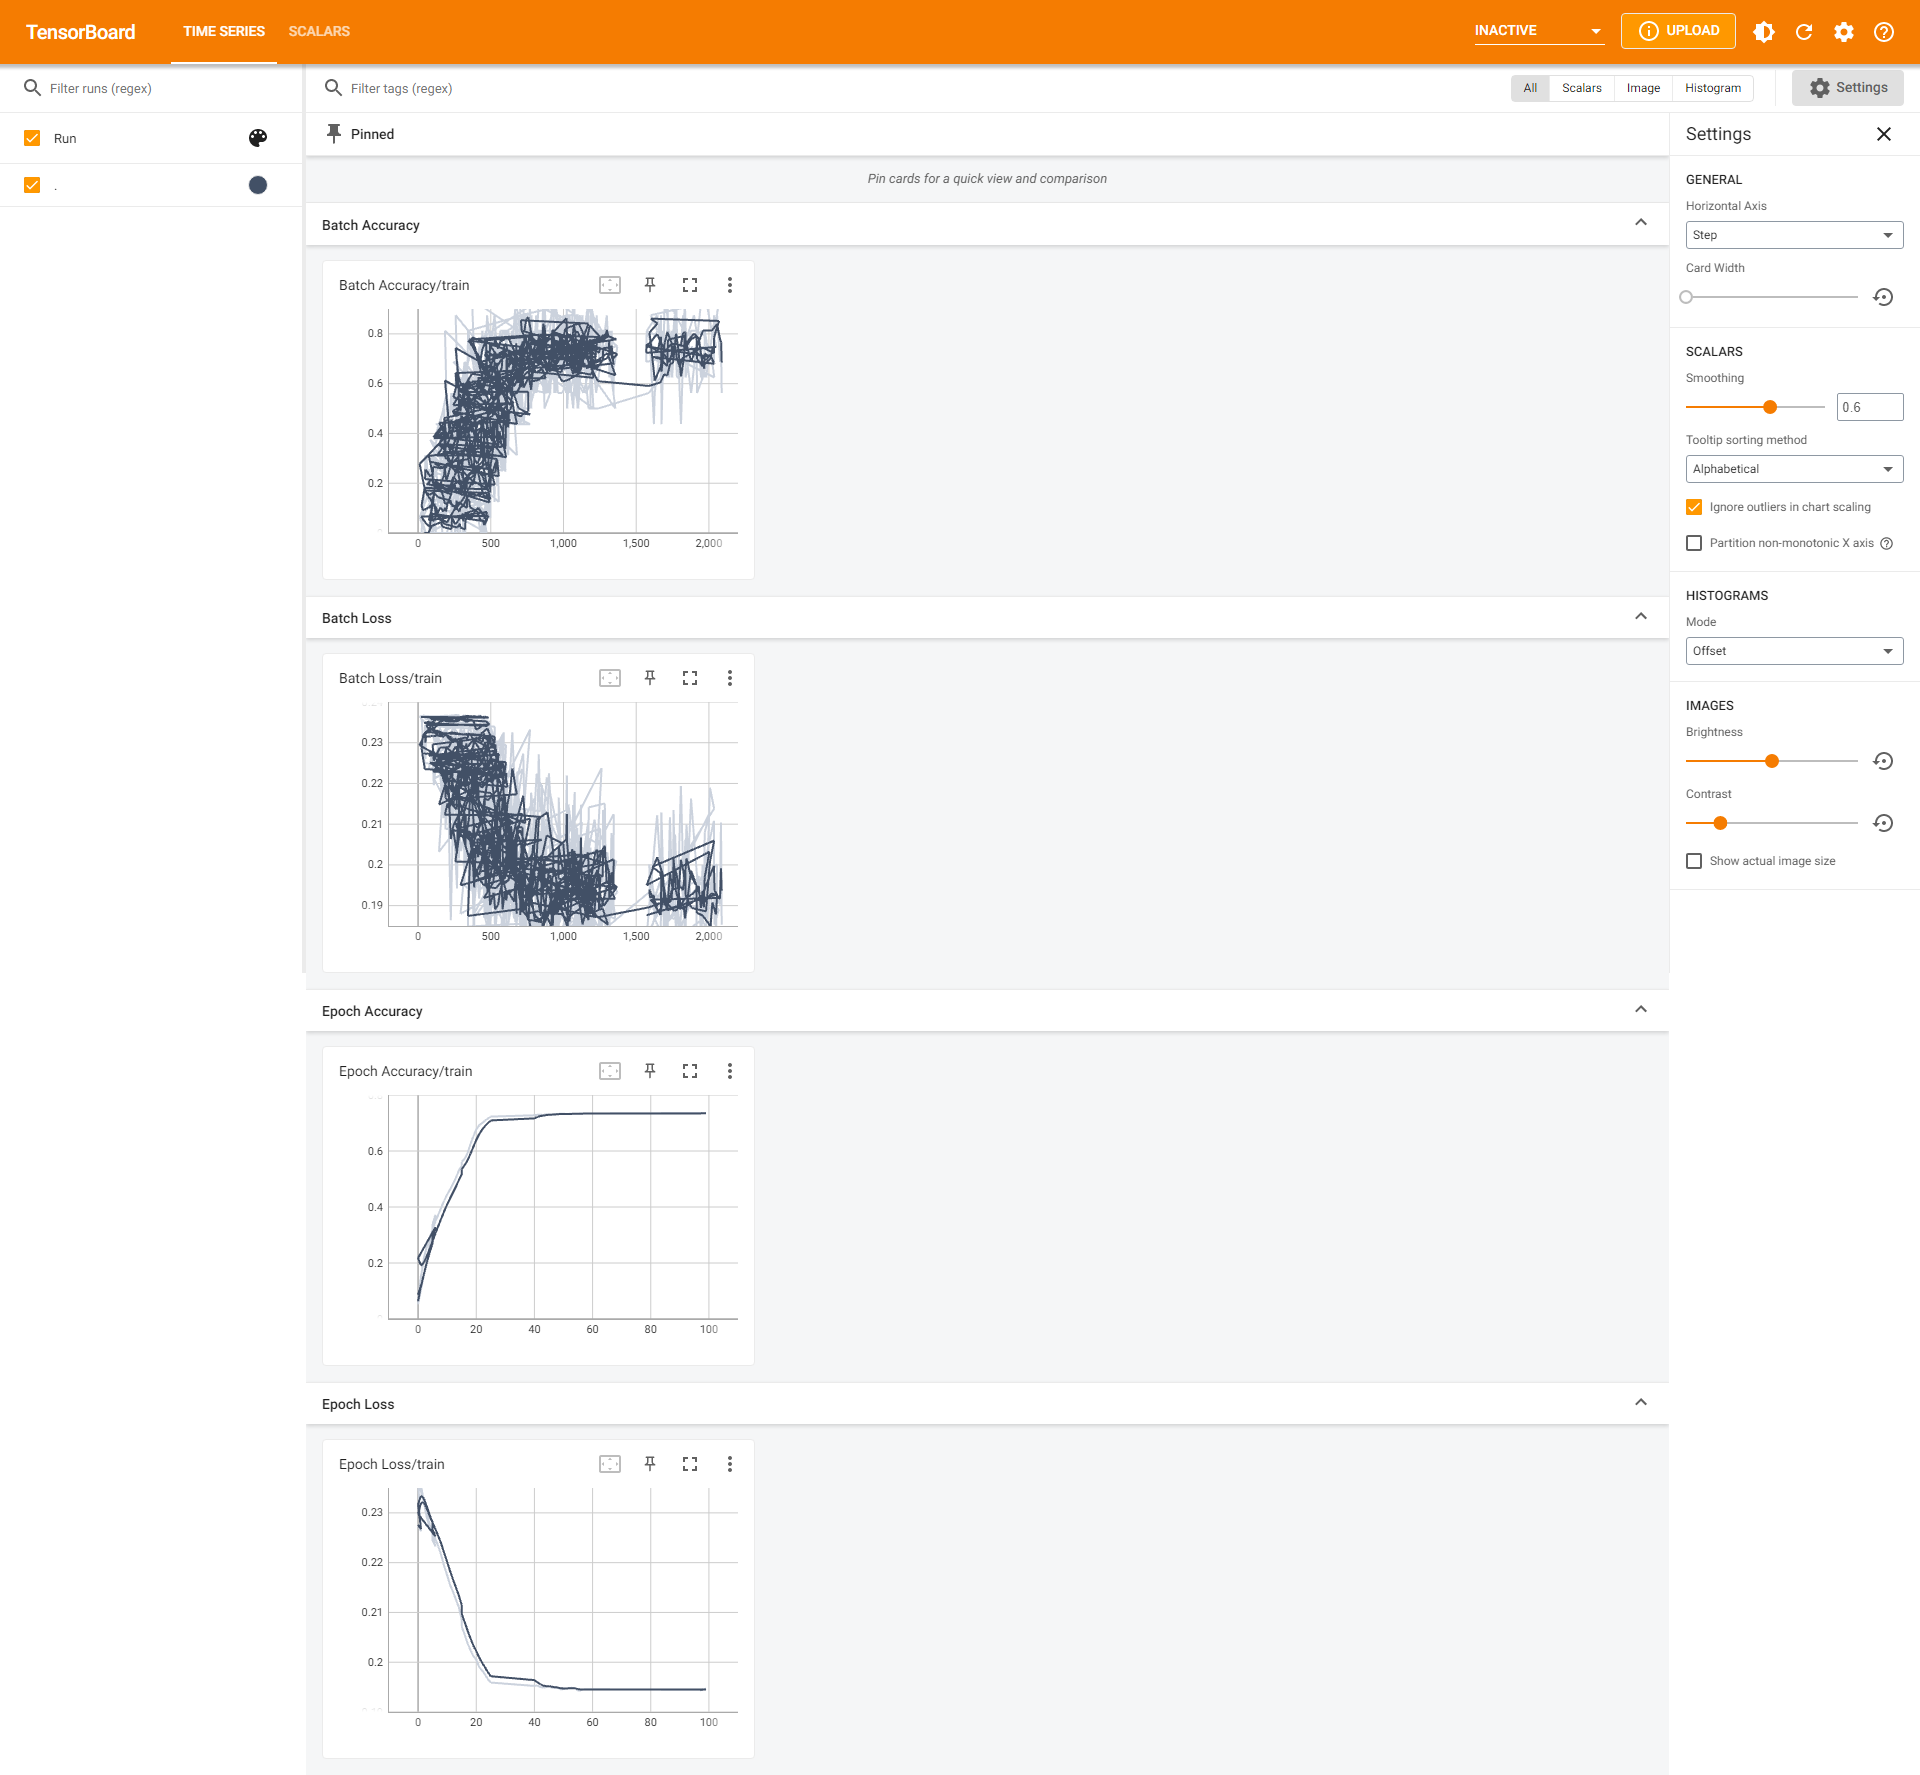 TensorBoard
TIME SERIES
SCALARS
INACTIVE
UPLOAD
Filter runs (regex)
Filter tags (regex)
All
Scalars
Image
Histogram
Settings
Run
.
Pinned
Pin cards for a quick view and comparison
Batch Accuracy
Batch Accuracy/train
0.8
0.6
0.4
0.2
0
500
1,000
1,500
2,000
Batch Loss
Batch Loss/train
0.23
0.22
0.21
0.2
0.19
0
500
1,000
1,500
2,000
Epoch Accuracy
Epoch Accuracy/train
0.6
0.4
0.2
0
20
40
60
80
100
Epoch Loss
Epoch Loss/train
0.23
0.22
0.21
0.2
0
20
40
60
80
100
Settings
GENERAL
Horizontal Axis
Step
Card Width
SCALARS
Smoothing
0.6
Tooltip sorting method
Alphabetical
Ignore outliers in chart scaling
Partition non-monotonic X axis
HISTOGRAMS
Mode
Offset
IMAGES
Brightness
Contrast
Show actual image size